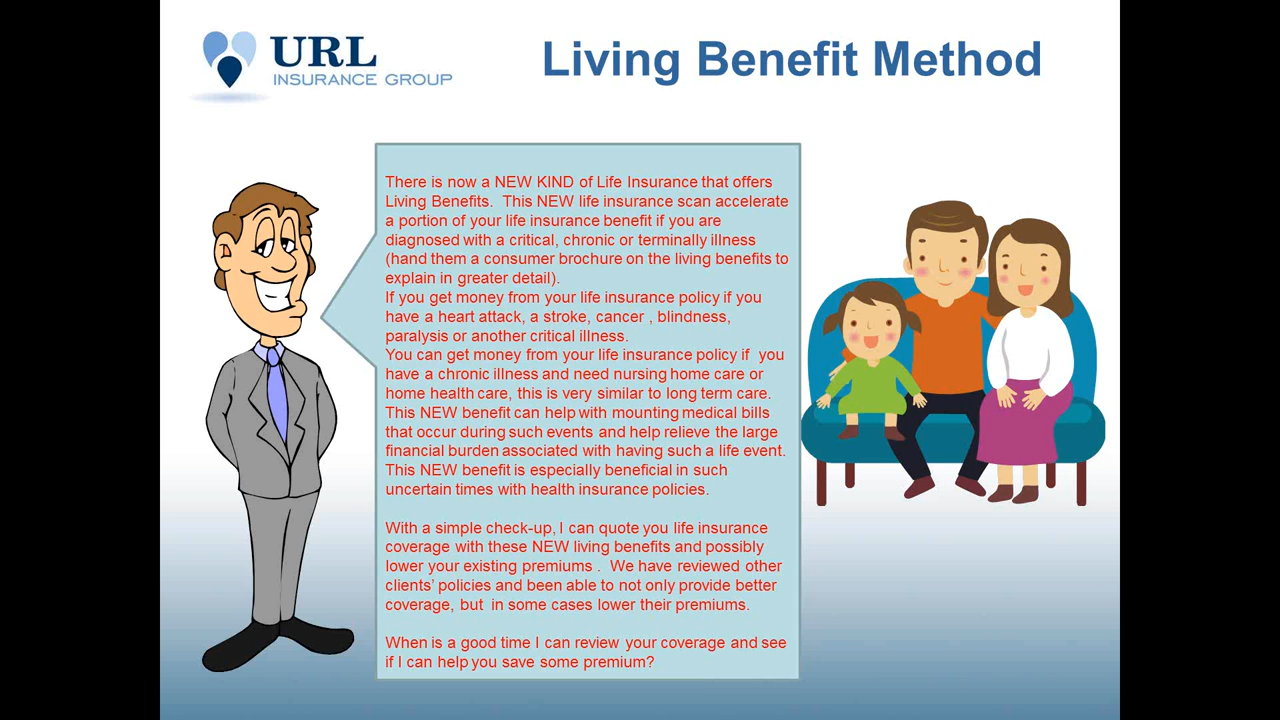 URL
INSURANCE GROUP
Living Benefit Method
There is now a NEW KIND of Life Insurance that offers
Living Benefits.  This NEW life insurance scan accelerate
a portion of your life insurance benefit if you are
diagnosed with a critical, chronic or terminally illness
(hand them a consumer brochure on the living benefits to
explain in greater detail).
If you get money from your life insurance policy if you
have a heart attack, a stroke, cancer , blindness,
paralysis or another critical illness.
You can get money from your life insurance policy if  you
have a chronic illness and need nursing home care or
home health care, this is very similar to long term care.
This NEW benefit can help with mounting medical bills
that occur during such events and help relieve the large
financial burden associated with having such a life event.
This NEW benefit is especially beneficial in such
uncertain times with health insurance policies.
With a simple check-up, I can quote you life insurance
coverage with these NEW living benefits and possibly
lower your existing premiums .  We have reviewed other
clients’ policies and been able to not only provide better
coverage, but  in some cases lower their premiums.
When is a good time I can review your coverage and see
if I can help you save some premium?